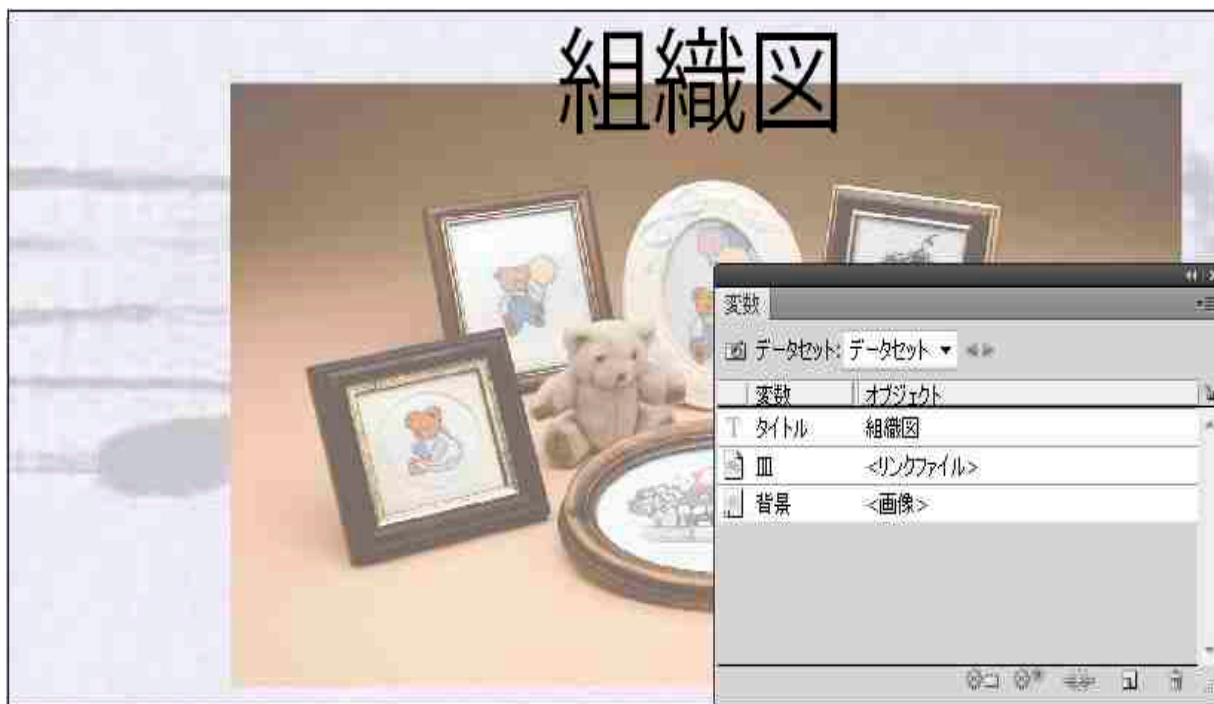 組織図
変数
データセット: データセット
変数 オブジェクト
T タイトル 組織図
皿 <リンクファイル>
背景 <画像>